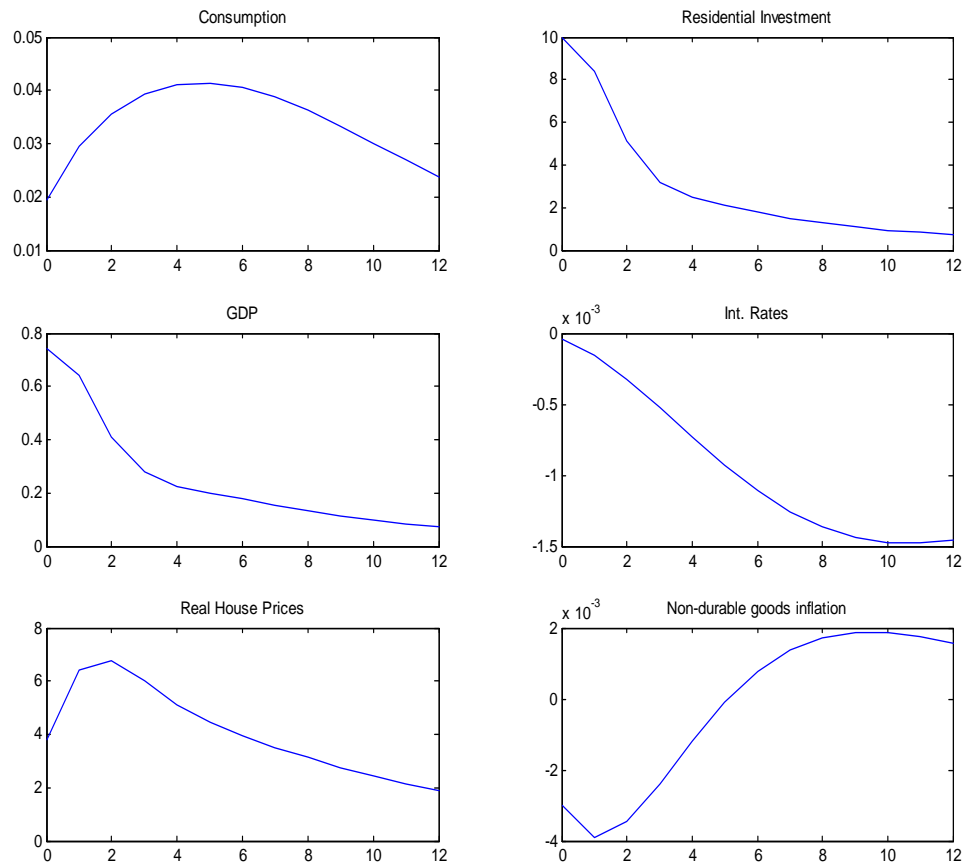 Consumption
0.05
0.04
0.03
0.02
0.01
0 2 4 6 8 10 12
Residential Investment
10
8
6
4
2
0
0 2 4 6 8 10 12
GDP
0.8
0.6
0.4
0.2
0
0 2 4 6 8 10 12
Int. Rates
x 10-3
0
-0.5
-1
-1.5
0 2 4 6 8 10 12
Real House Prices
8
6
4
2
0
0 2 4 6 8 10 12
Non-durable goods inflation
x 10-3
2
0
-2
-4
0 2 4 6 8 10 12